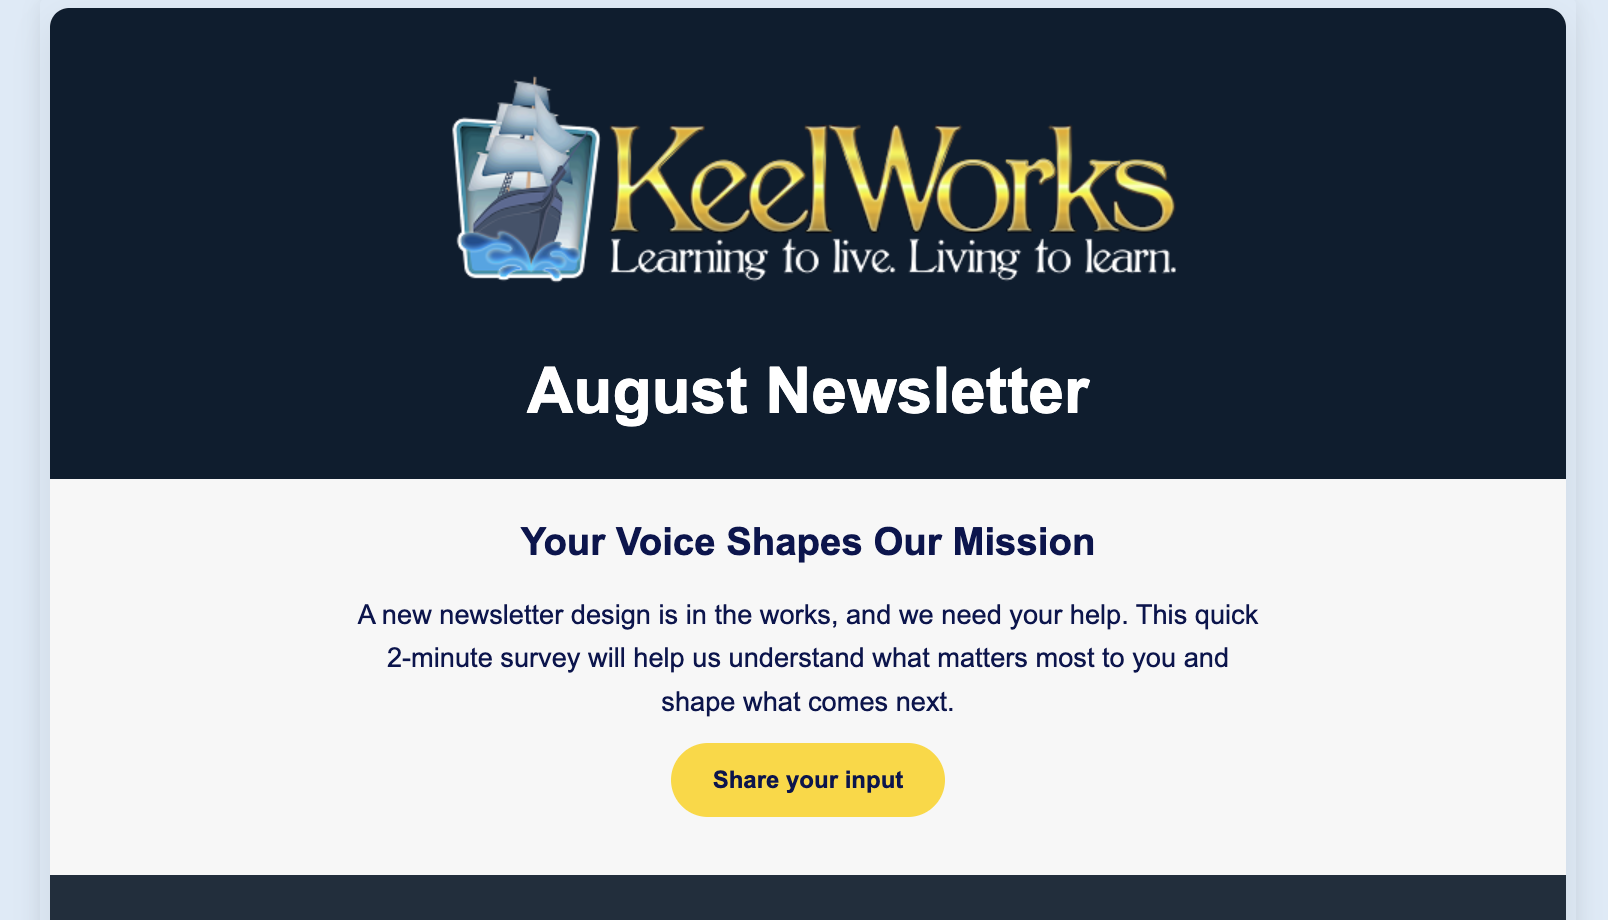 KeelWorks
Learning to live. Living to learn.
August Newsletter
Your Voice Shapes Our Mission
A new newsletter design is in the works, and we need your help. This quick
2-minute survey will help us understand what matters most to you and
shape what comes next.
Share your input